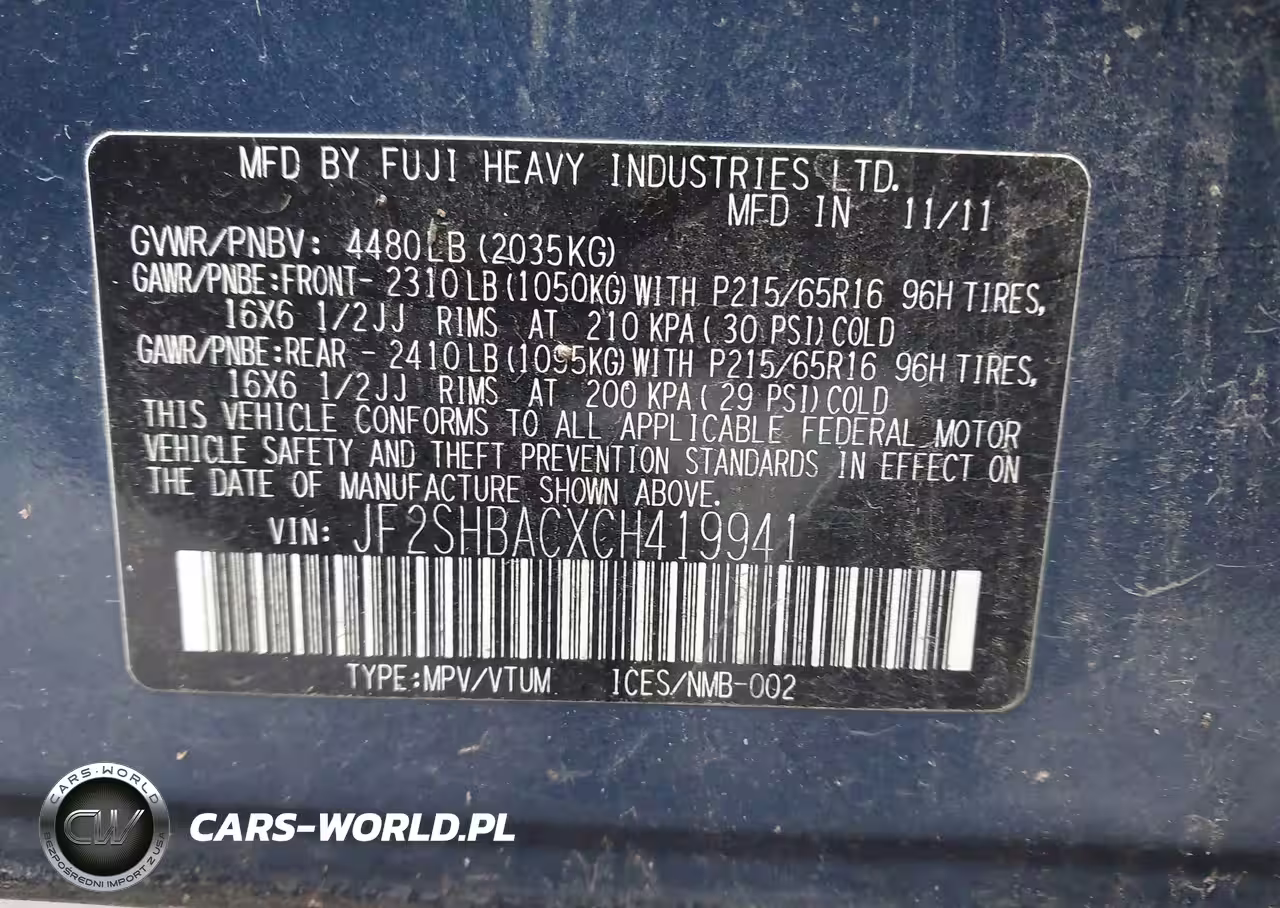 MFD BY FUJI HEAVY INDUSTRIES LTD.
MFD IN 11/11
GVWR/PNBV: 4480LB (2035KG)
GAWR/PNBE:FRONT- 2310LB(1050KG)WITH P215/65R16 96H TIRES,
16X6 1/2JJ RIMS AT 210 KPA( 30 PSI)COLD
GAWR/PNBE:REAR - 2410LB(1095KG)WITH P215/65R16 96H TIRES,
16X6 1/2JJ RIMS AT 200 KPA( 29 PSI)COLD
THIS VEHICLE CONFORMS TO ALL APPLICABLE FEDERAL MOTOR
VEHICLE SAFETY AND THEFT PREVENTION STANDARDS IN EFFECT ON
THE DATE OF MANUFACTURE SHOWN ABOVE.
VIN: JF2SHBACXCH419941
TYPE:MPV/VTUM ICES/NMB-002
CARS-WORLD
CW
BEZPOŚREDNI IMPORT Z USA
CARS-WORLD.PL